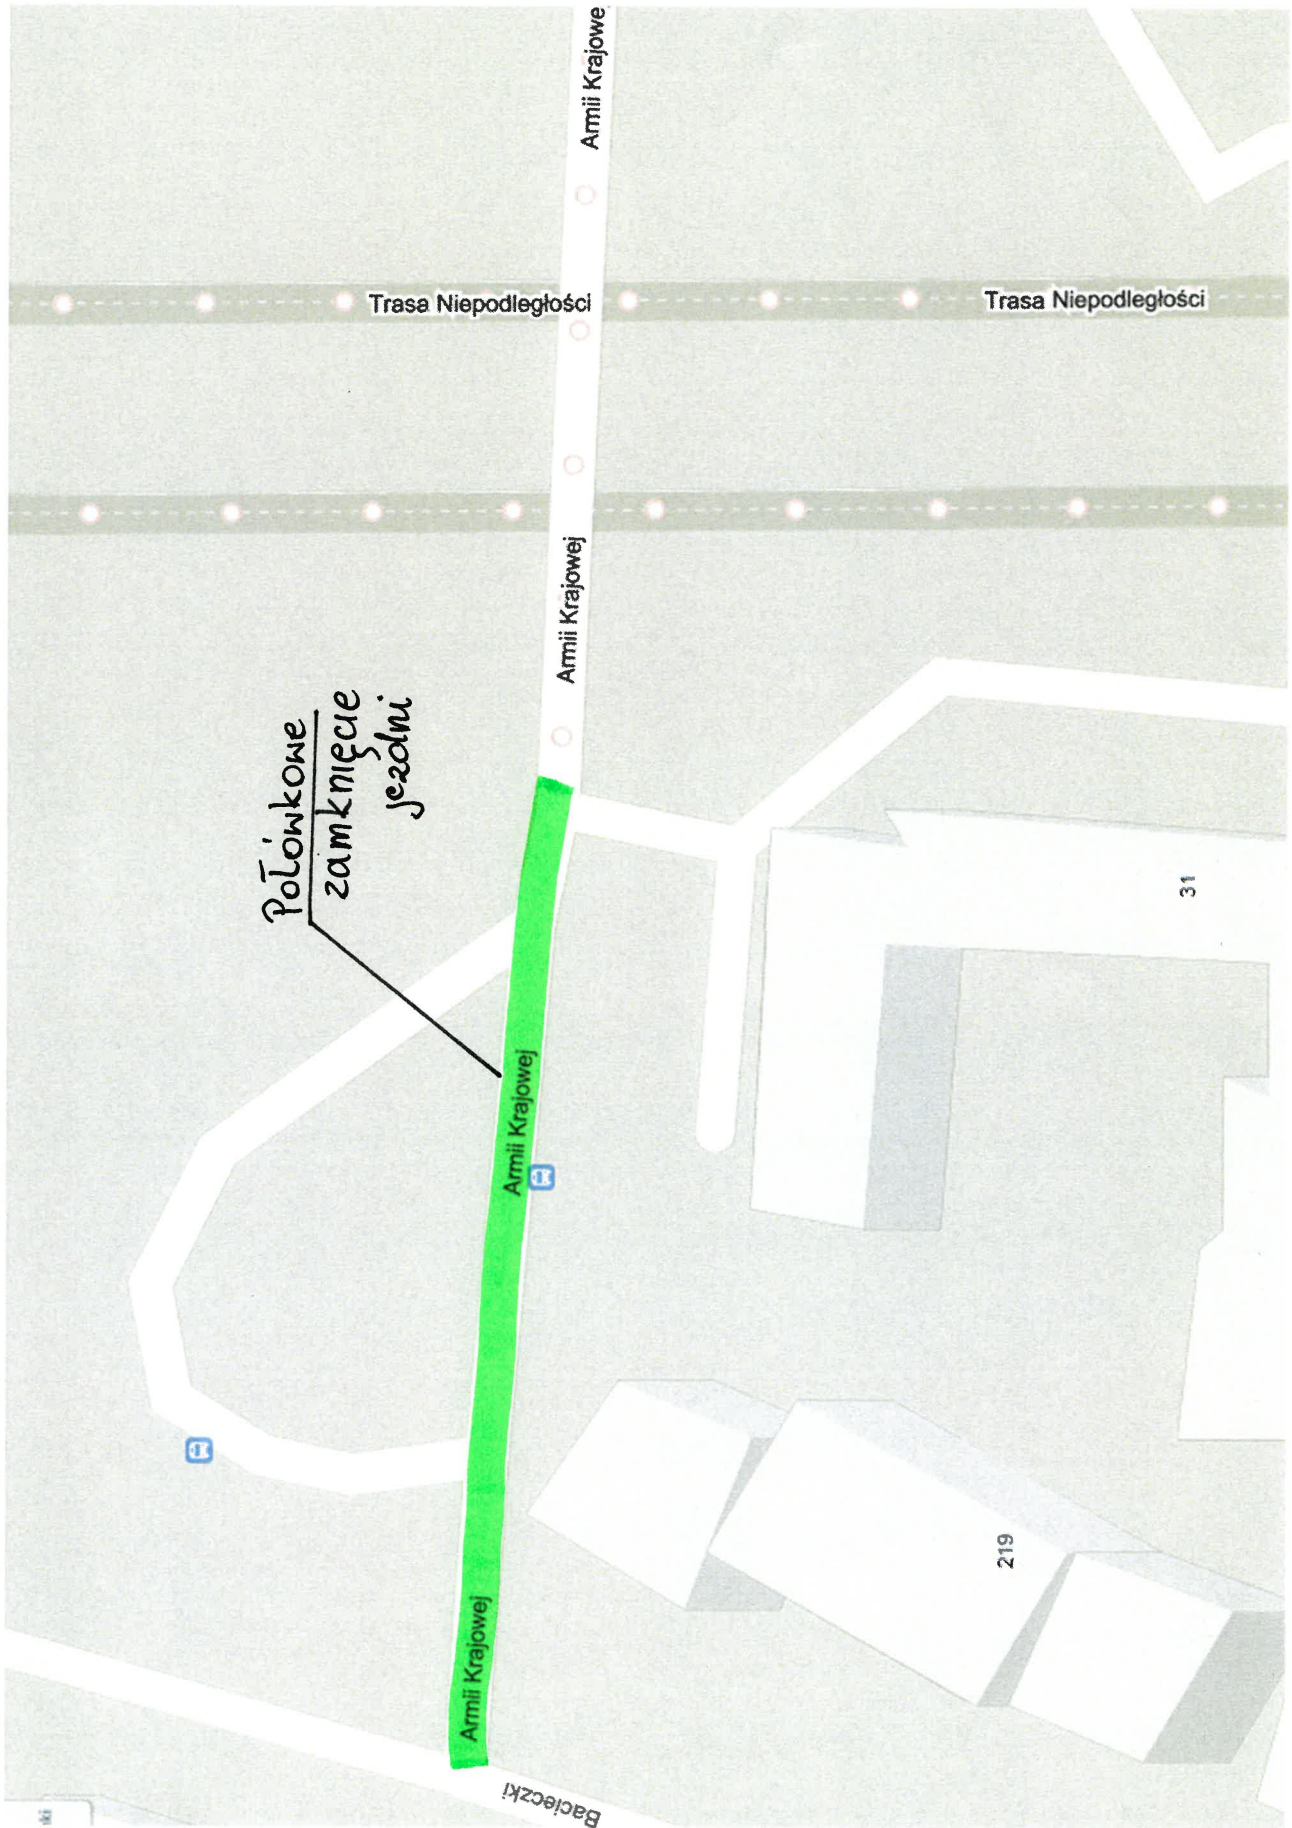 Armii Krajowe
Trasa Niepodległości
Trasa Niepodległości
Armii Krajowej
Połówkowe
zamknięcie
jezdni
31
Armii Krajowej
219
Armii Krajowej
Bacieczki